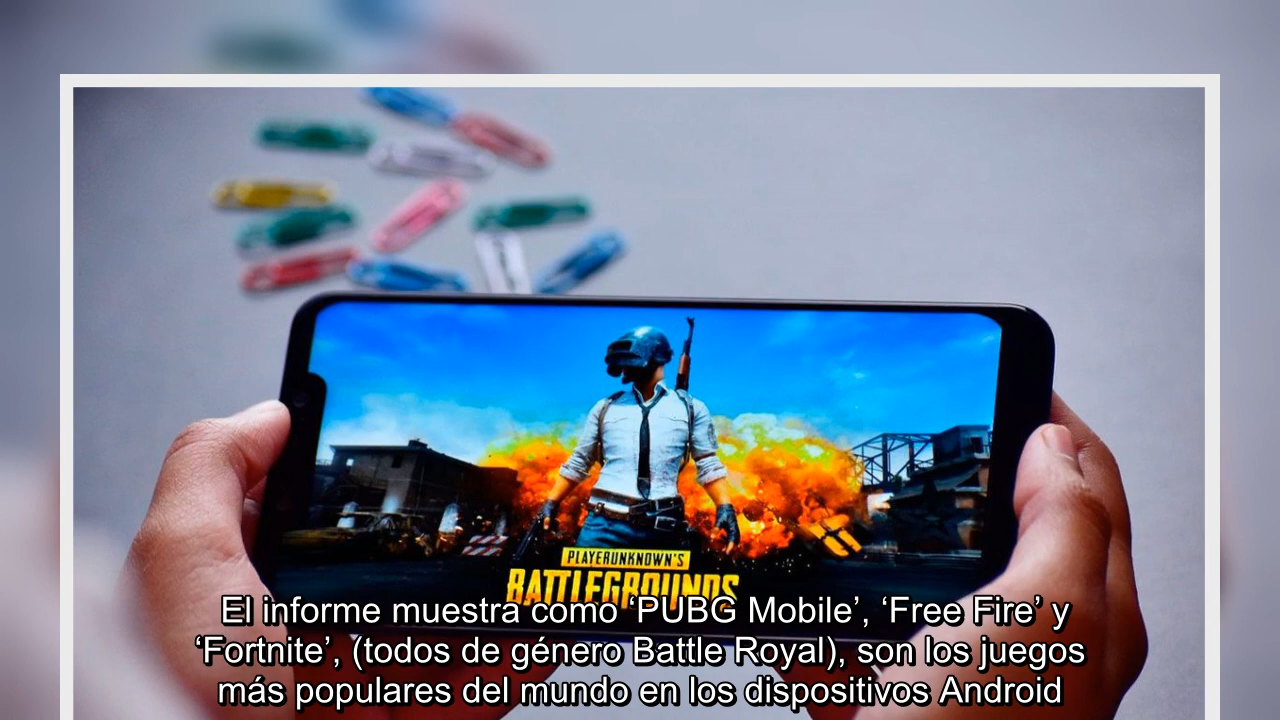 PLAYERUNKNOWN'S
BATTLEGROUNDS
El informe muestra como ‘PUBG Mobile’, ‘Free Fire’ y
‘Fortnite’, (todos de género Battle Royal), son los juegos
más populares del mundo en los dispositivos Android